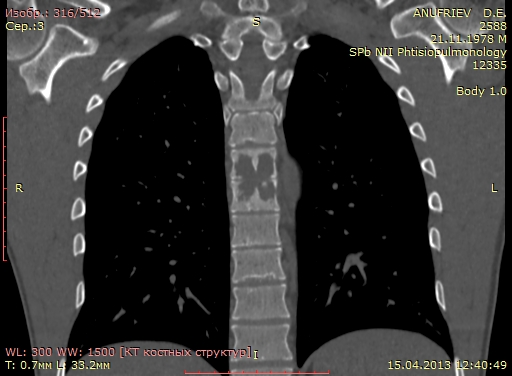 Изобр.: 316/512
Сер.:3
S
ANUFRIEV D.E.
2588
21.11.1978 M
SPb NII Phtisiopulmonology
12335
Body 1.0
R
L
WL: 300 WW: 1500 [КТ костных структур]
I
T: 0.7мм L: 33.2мм
15.04.2013 12:40:49